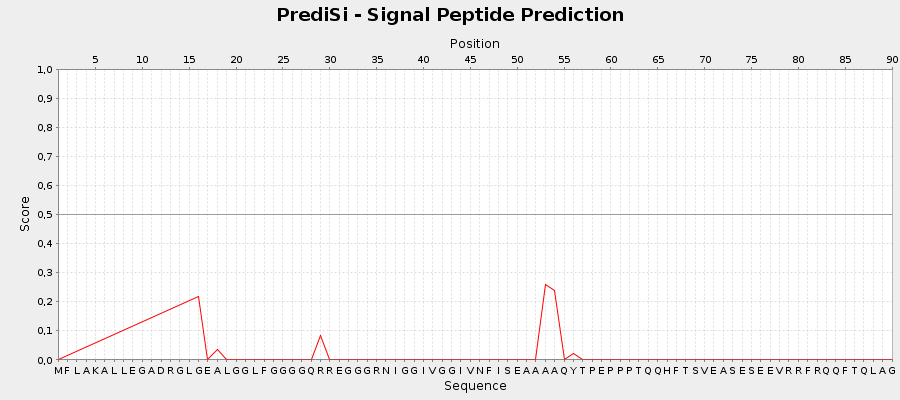 PrediSi - Signal Peptide Prediction
Position
5 10 15 20 25 30 35 40 45 50 55 60 65 70 75 80 85 90
1,0
0,9
0,8
0,7
0,6
0,5
0,4
0,3
0,2
0,1
0,0
Score
M F L A K A L L E G A D R G L G E A L G G L F G G G G Q R R E G G G R N I G G I V G G I V N F I S E A A A A Q Y T P E P P P T Q Q H F T S V E A S E S E E V R R F R Q Q F T Q L A G
Sequence